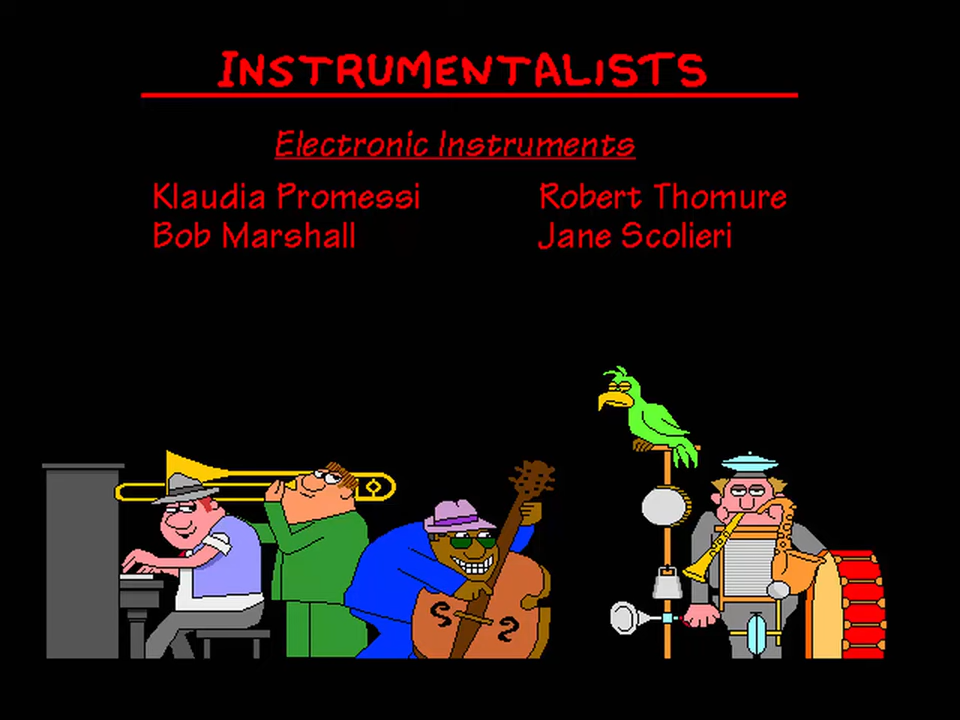 INSTRUMENTALISTS
Electronic Instruments
Klaudia Promessi Robert Thomure
Bob Marshall Jane Scolieri